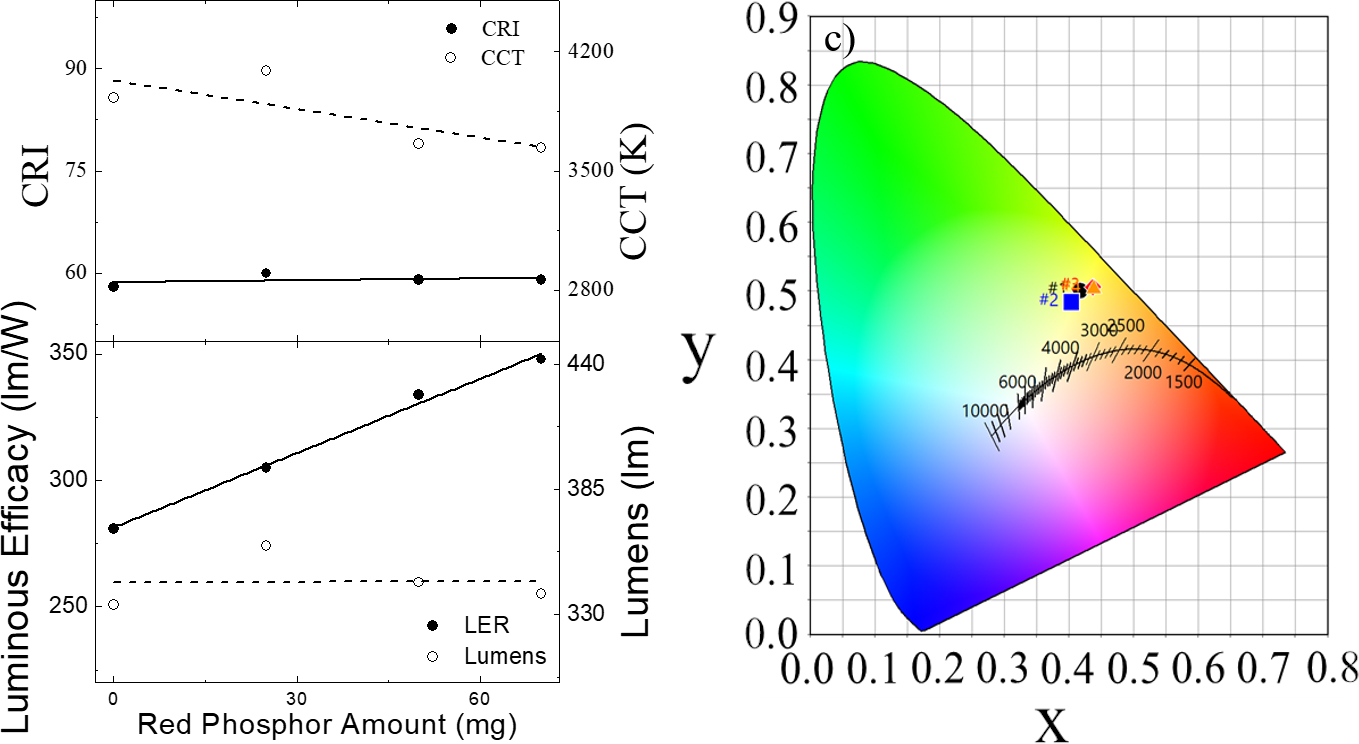 CRI
CCT
90
75
60
CRI
4200
3500
2800
CCT (K)
350
300
250
Luminous Efficacy (lm/W)
440
385
330
Lumens (lm)
LER
Lumens
0
30
60
Red Phosphor Amount (mg)
c)
0.9
0.8
0.7
0.6
0.5
0.4
0.3
0.2
0.1
0.0
y
#3
#2
2500
3000
4000
6000
10000
2000
1500
0.0 0.1 0.2 0.3 0.4 0.5 0.6 0.7 0.8
X